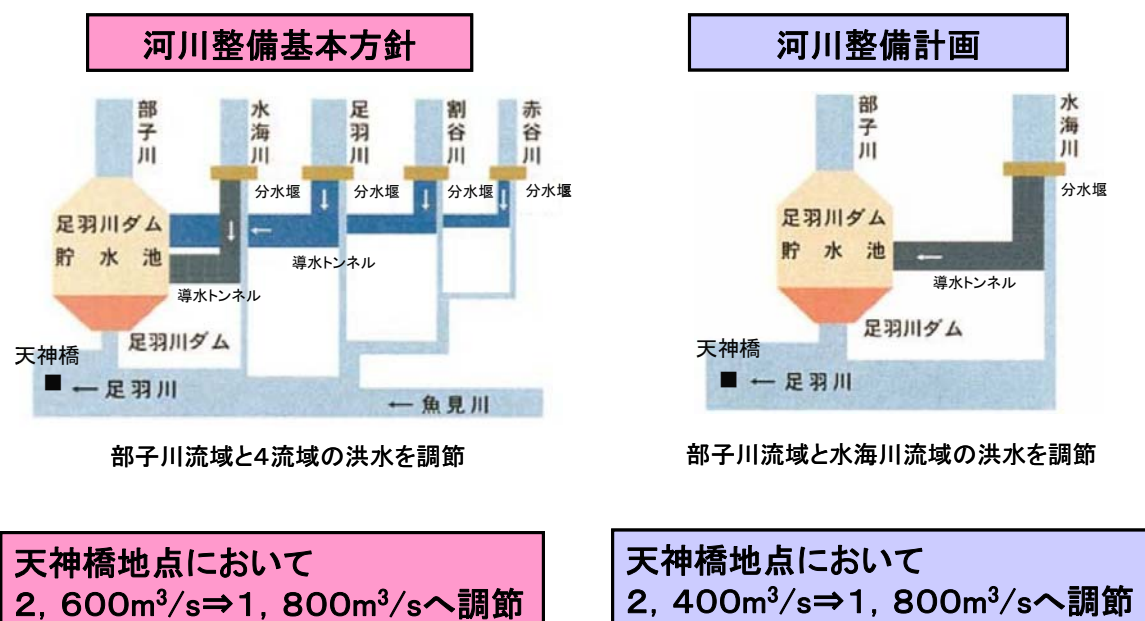 河川整備基本方針
部子川
水海川
足羽川
割谷川
赤谷川
分水堰
分水堰
分水堰
分水堰
足羽川ダム
貯水池
←
導水トンネル
導水トンネル
足羽川ダム
天神橋
■ ← 足羽川
← 魚見川
部子川流域と4流域の洪水を調節
天神橋地点において
2，600m³/s⇒1，800m³/sへ調節
河川整備計画
部子川
水海川
分水堰
足羽川ダム
貯水池
←
導水トンネル
足羽川ダム
天神橋
■ ← 足羽川
部子川流域と水海川流域の洪水を調節
天神橋地点において
2，400m³/s⇒1，800m³/sへ調節